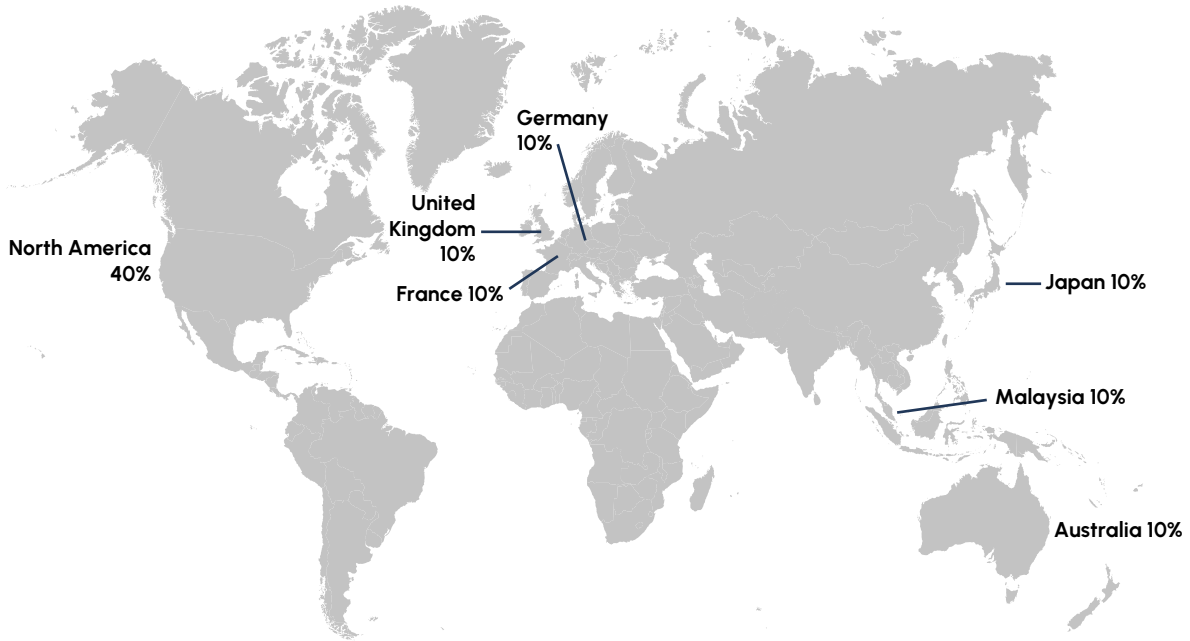 Germany
10%
United
Kingdom
10%
North America
40%
France 10%
Japan 10%
Malaysia 10%
Australia 10%